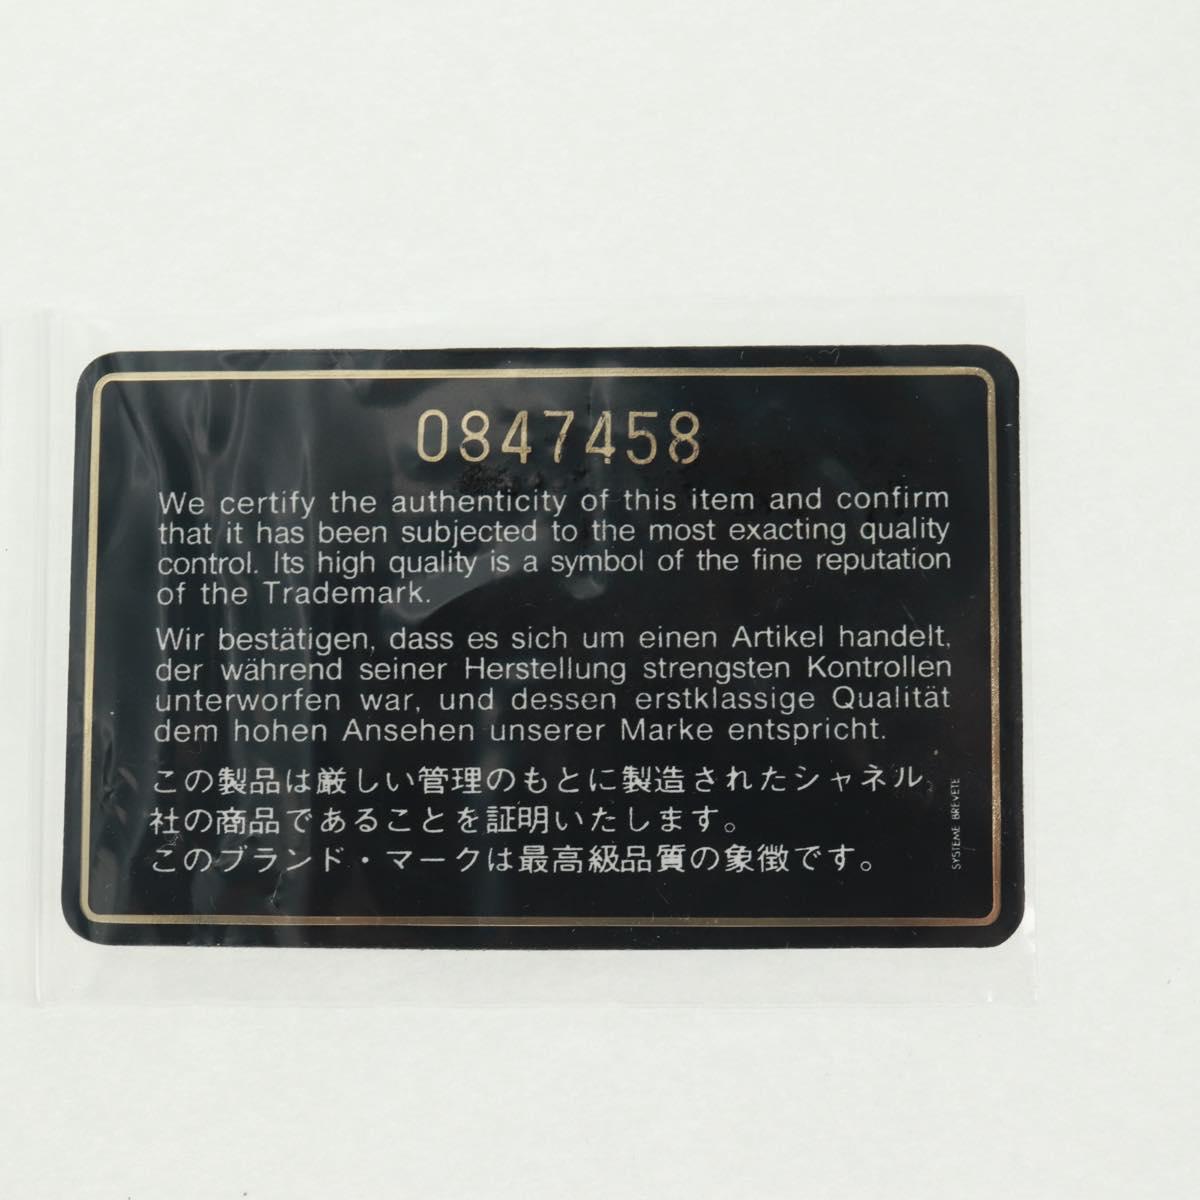 0847458
We certify the authenticity of this item and confirm
that it has been subjected to the most exacting quality
control. Its high quality is a symbol of the fine reputation
of the Trademark.
Wir bestätigen, dass es sich um einen Artikel handelt,
der während seiner Herstellung strengsten Kontrollen
unterworfen war, und dessen erstklassige Qualität
dem hohen Ansehen unserer Marke entspricht.
この製品は厳しい管理のもとに製造されたシャネル
社の商品であることを証明いたします。
このブランド・マークは最高級品質の象徴です。
SYSTEME BREVETE